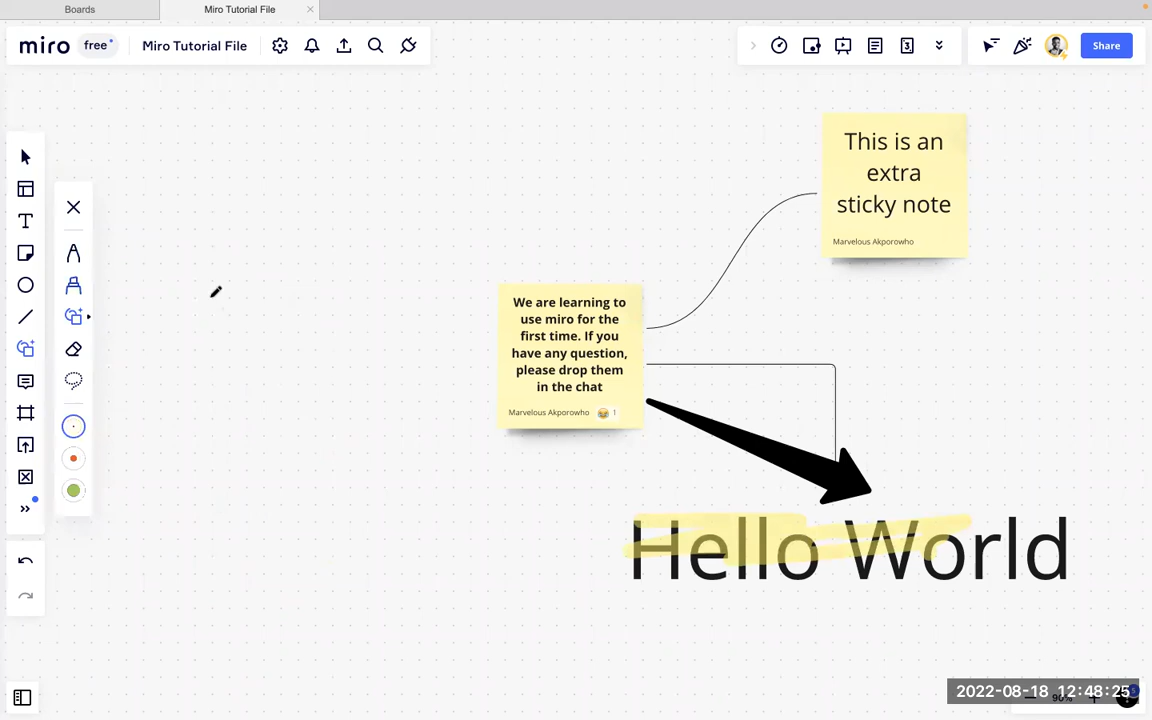 Boards
Miro Tutorial File
miro free Miro Tutorial File
3
Share
This is an
extra
sticky note
Marvelous Akporowho
We are learning to
use miro for the
first time. If you
have any question,
please drop them
in the chat
Marvelous Akporowho 1
Hello World
2022-08-18 12:48:25